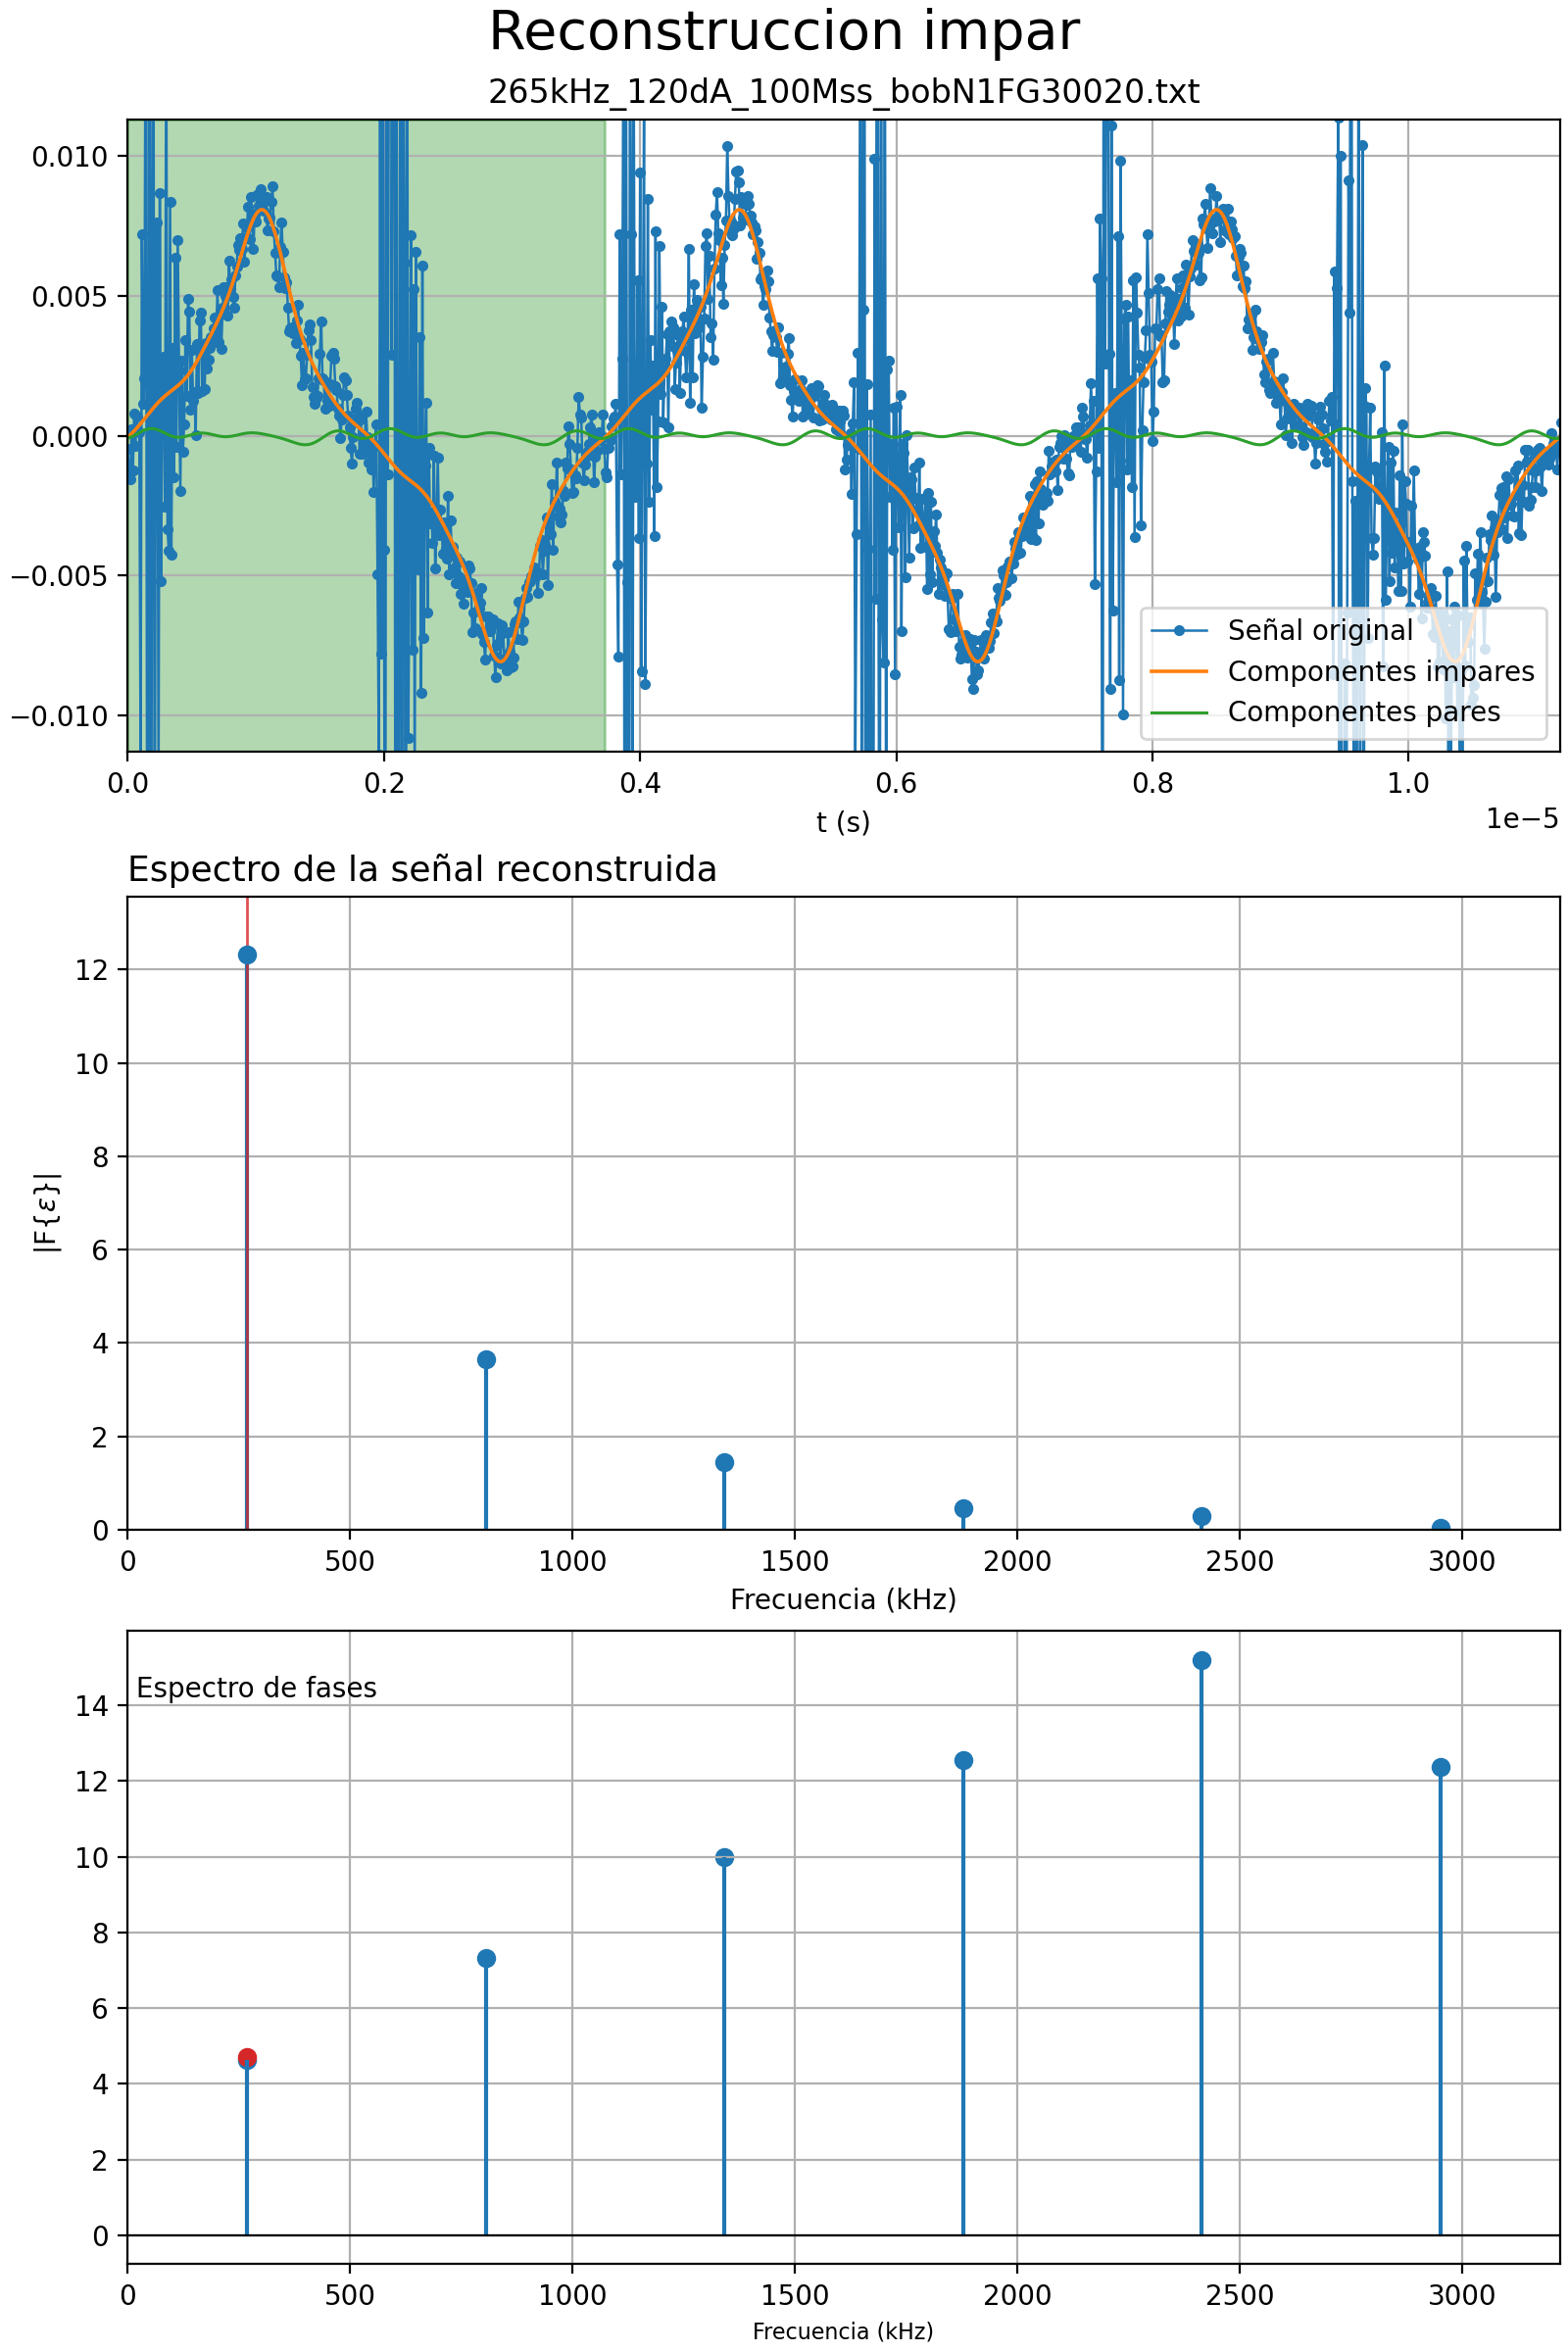 Reconstruccion impar
265kHz_120dA_100Mss_bobN1FG30020.txt
0.010
0.005
0.000
−0.005
−0.010
Señal original
Componentes impares
Componentes pares
0.0 0.2 0.4 0.6 0.8 1.0
1e−5
t (s)
Espectro de la señal reconstruida
12
10
8
6
4
2
0
|F{ε}|
0 500 1000 1500 2000 2500 3000
Frecuencia (kHz)
Espectro de fases
14
12
10
8
6
4
2
0
0 500 1000 1500 2000 2500 3000
Frecuencia (kHz)